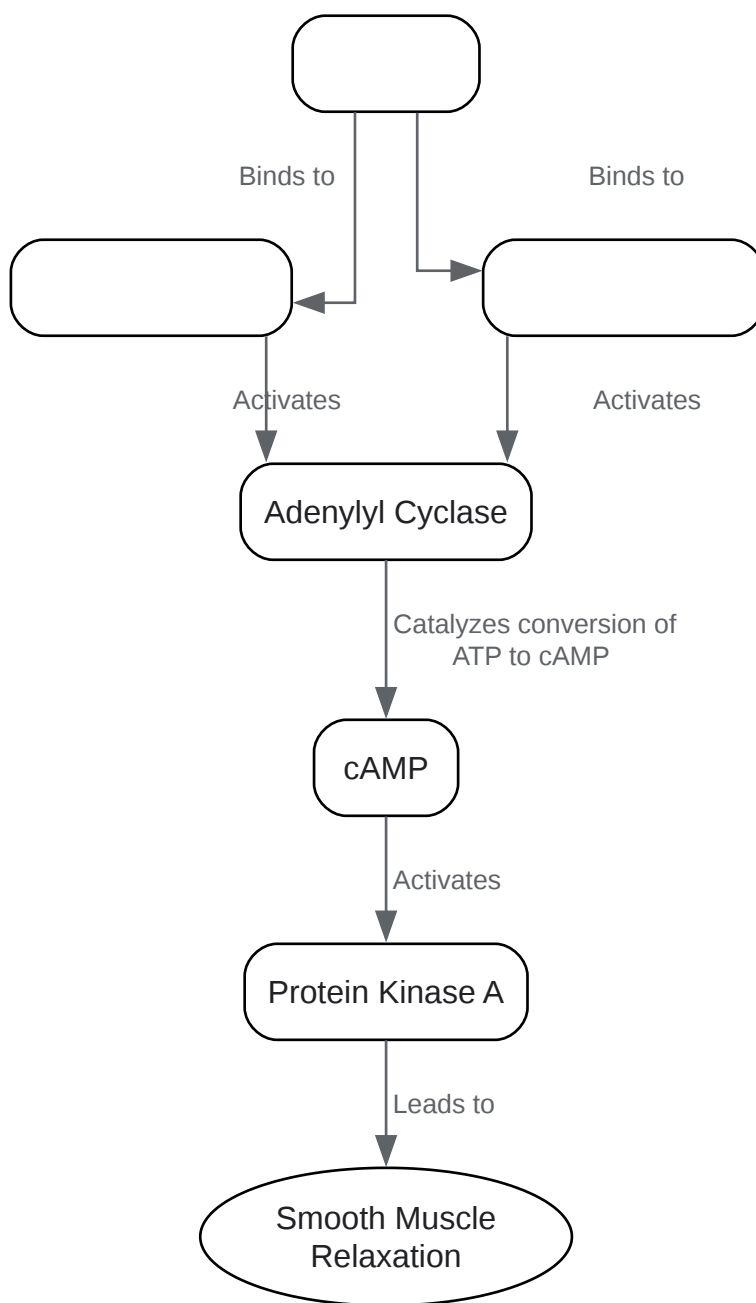 Binds to
Binds to
Activates
Activates
Adenylyl Cyclase
Catalyzes conversion of
ATP to cAMP
cAMP
Activates
Protein Kinase A
Leads to
Smooth Muscle
Relaxation